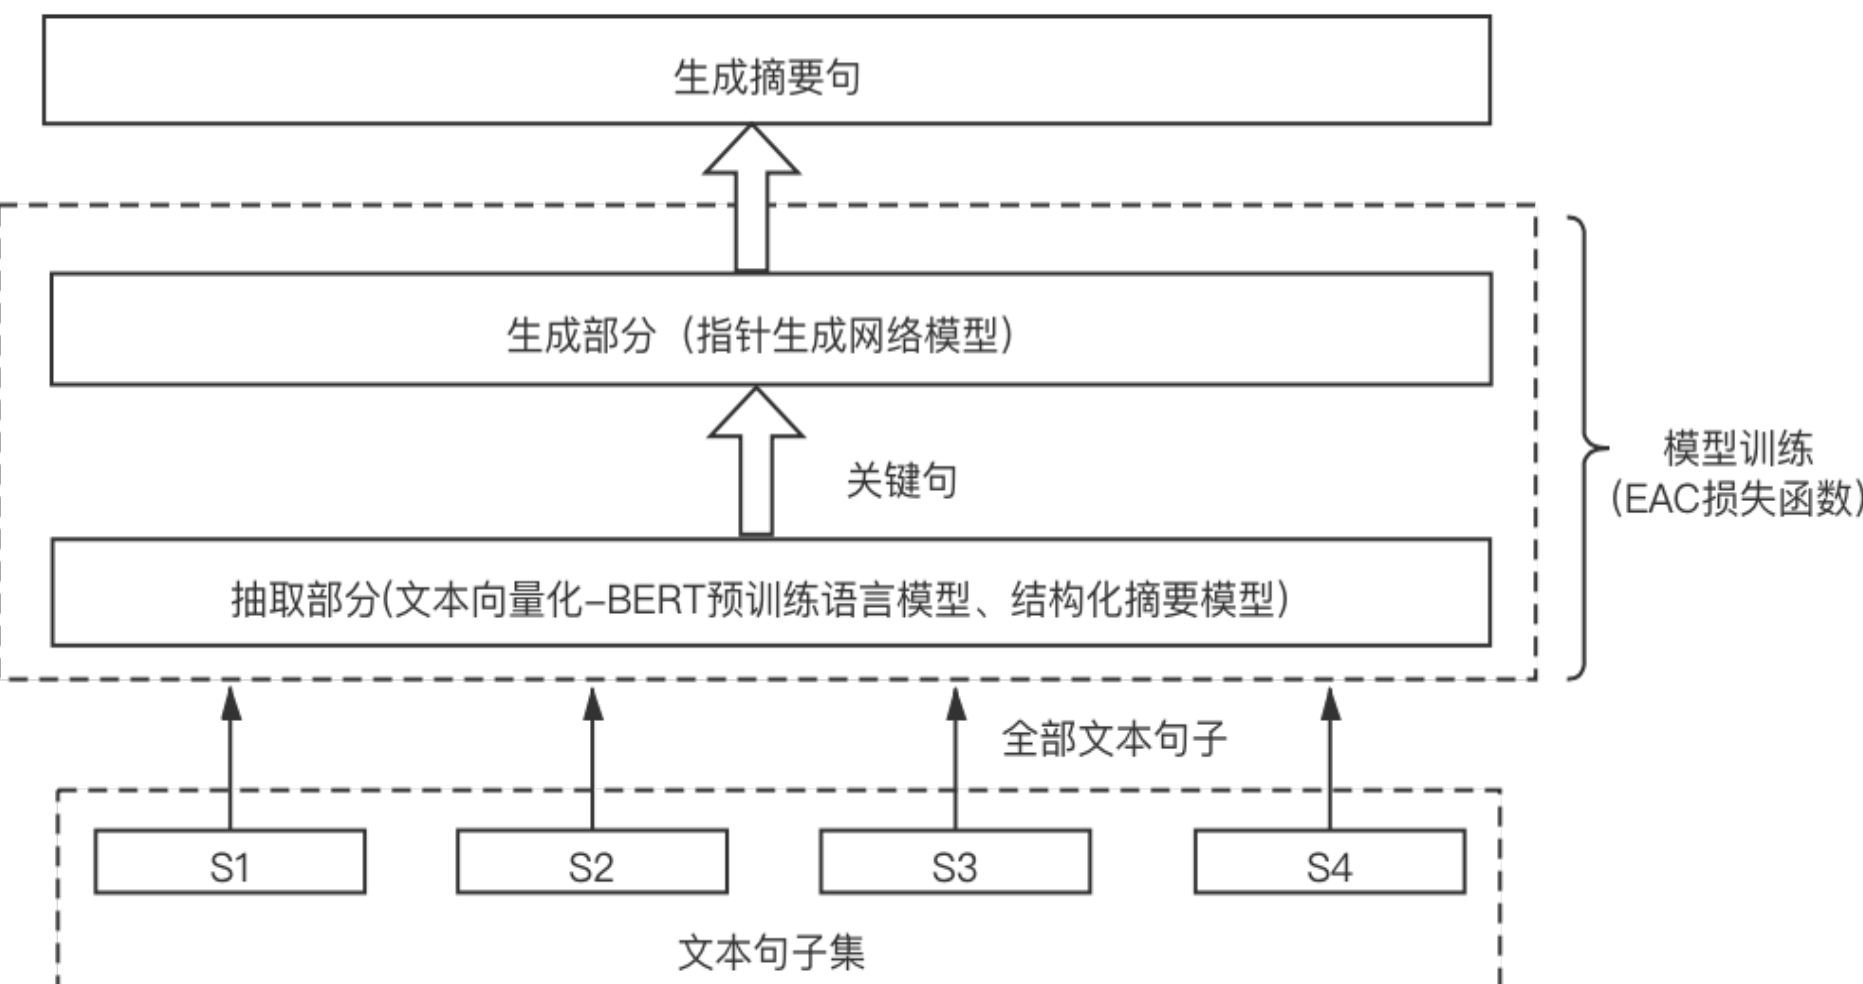 生成摘要句
生成部分（指针生成网络模型）
关键句
模型训练
(EAC损失函数)
抽取部分(文本向量化-BERT预训练语言模型、结构化摘要模型)
全部文本句子
S1
S2
S3
S4
文本句子集